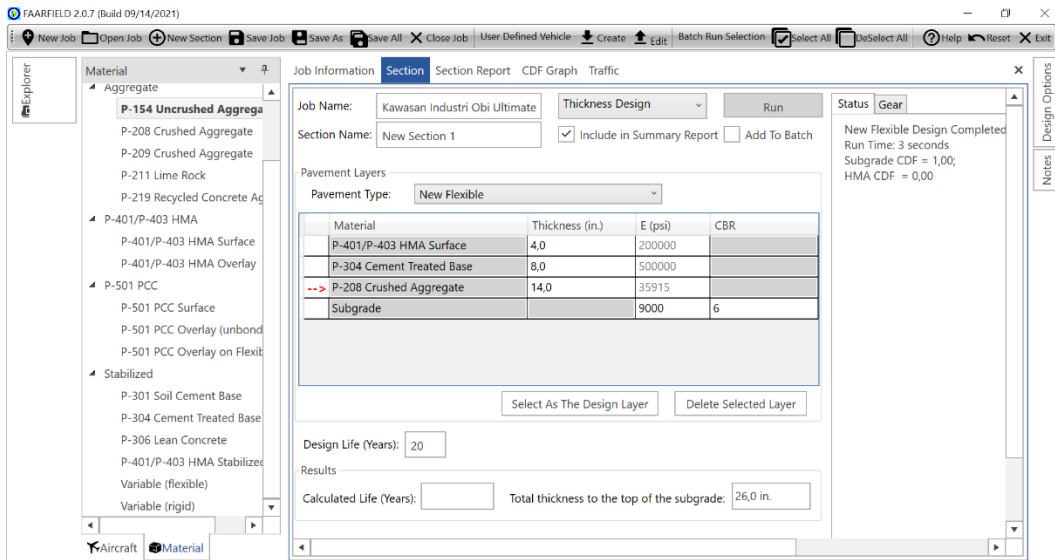 FAARFIELD 2.0.7 (Build 09/14/2021)
New Job Open Job New Section Save Job Save As Save All Close Job User Defined Vehicle Create Edit Batch Run Selection Select All DeSelect All Help Reset Exit
Explorer
Material
Aggregate
P-154 Uncrushed Aggrega
P-208 Crushed Aggregate
P-209 Crushed Aggregate
P-211 Lime Rock
P-219 Recycled Concrete Ag
P-401/P-403 HMA
P-401/P-403 HMA Surface
P-401/P-403 HMA Overlay
P-501 PCC
P-501 PCC Surface
P-501 PCC Overlay (unbond
P-501 PCC Overlay on Flexib
Stabilized
P-301 Soil Cement Base
P-304 Cement Treated Base
P-306 Lean Concrete
P-401/P-403 HMA Stabilized
Variable (flexible)
Variable (rigid)
Aircraft Material
Job Information Section Section Report CDF Graph Traffic
Job Name: Kawasan Industri Obi Ultimate Thickness Design Run
Section Name: New Section 1 Include in Summary Report Add To Batch
Pavement Layers
Pavement Type: New Flexible
Material Thickness (in.) E (psi) CBR
P-401/P-403 HMA Surface 4,0 200000
P-304 Cement Treated Base 8,0 500000
--> P-208 Crushed Aggregate 14,0 35915
Subgrade 9000 6
Select As The Design Layer Delete Selected Layer
Design Life (Years): 20
Results
Calculated Life (Years): Total thickness to the top of the subgrade: 26,0 in.
Status Gear
New Flexible Design Completed
Run Time: 3 seconds
Subgrade CDF = 1,00;
HMA CDF = 0,00
Design Options
Notes